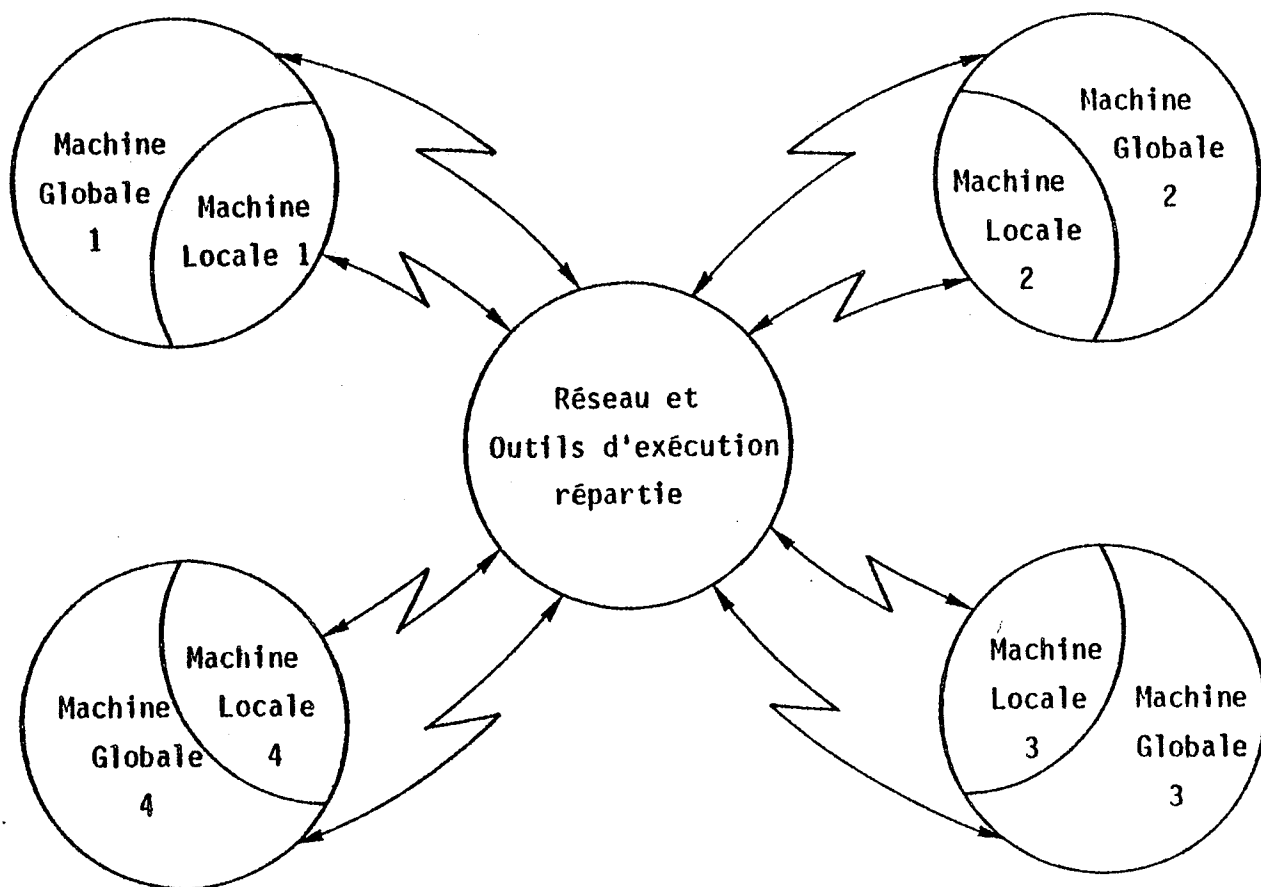 Machine
Globale
1
Machine
Locale 1
Machine
Globale
2
Machine
Locale
2
Réseau et
Outils d'exécution
répartie
Machine
Locale
4
Machine
Globale
4
Machine
Locale
3
Machine
Globale
3